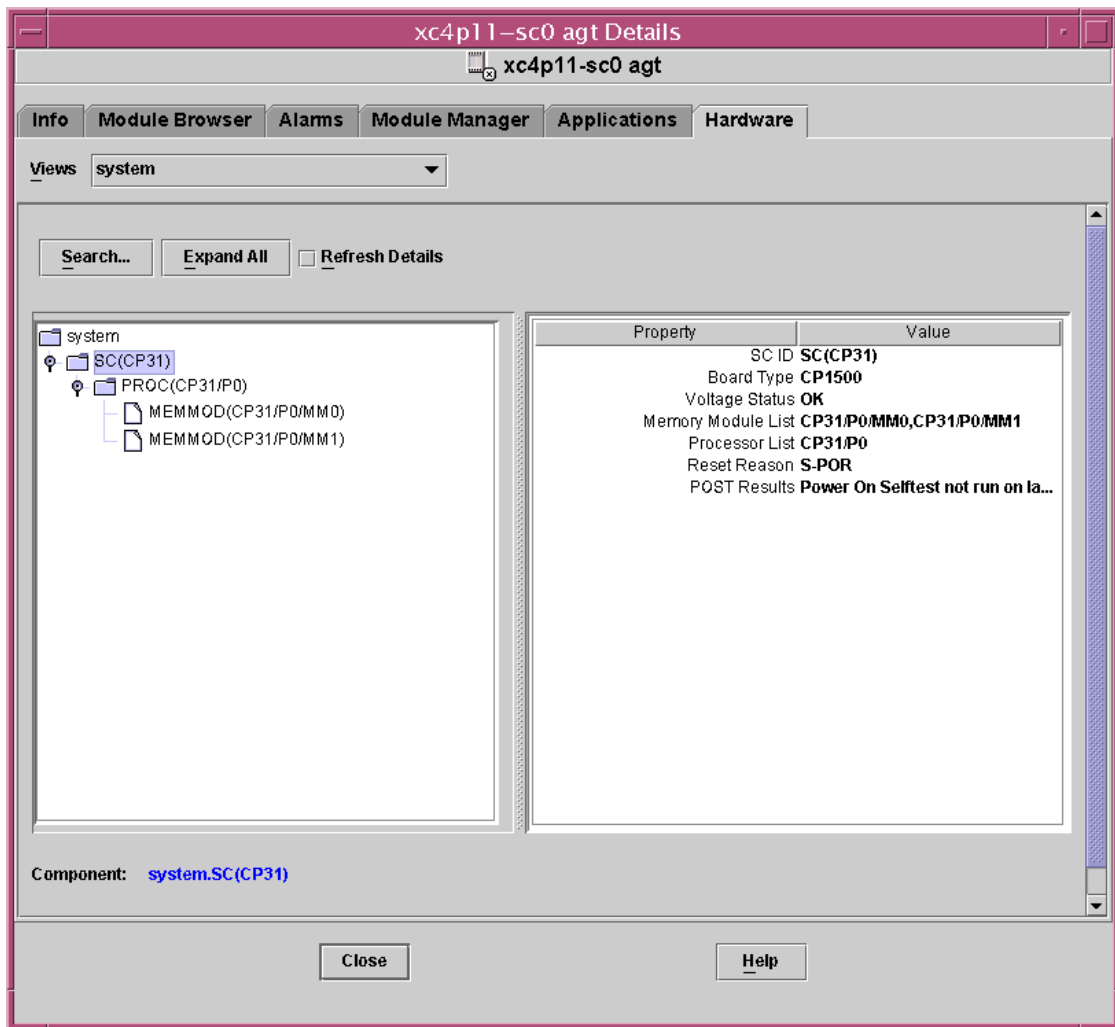 xc4p11-sc0 agt Details
xc4p11-sc0 agt
Info Module Browser Alarms Module Manager Applications Hardware
Views system
Search... Expand All Refresh Details
system
SC(CP31)
PROC(CP31/P0)
MEMMOD(CP31/P0/MM0)
MEMMOD(CP31/P0/MM1)
Property Value
SC ID SC(CP31)
Board Type CP1500
Voltage Status OK
Memory Module List CP31/P0/MM0,CP31/P0/MM1
Processor List CP31/P0
Reset Reason S-POR
POST Results Power On Selftest not run on la...
Component: system.SC(CP31)
Close Help